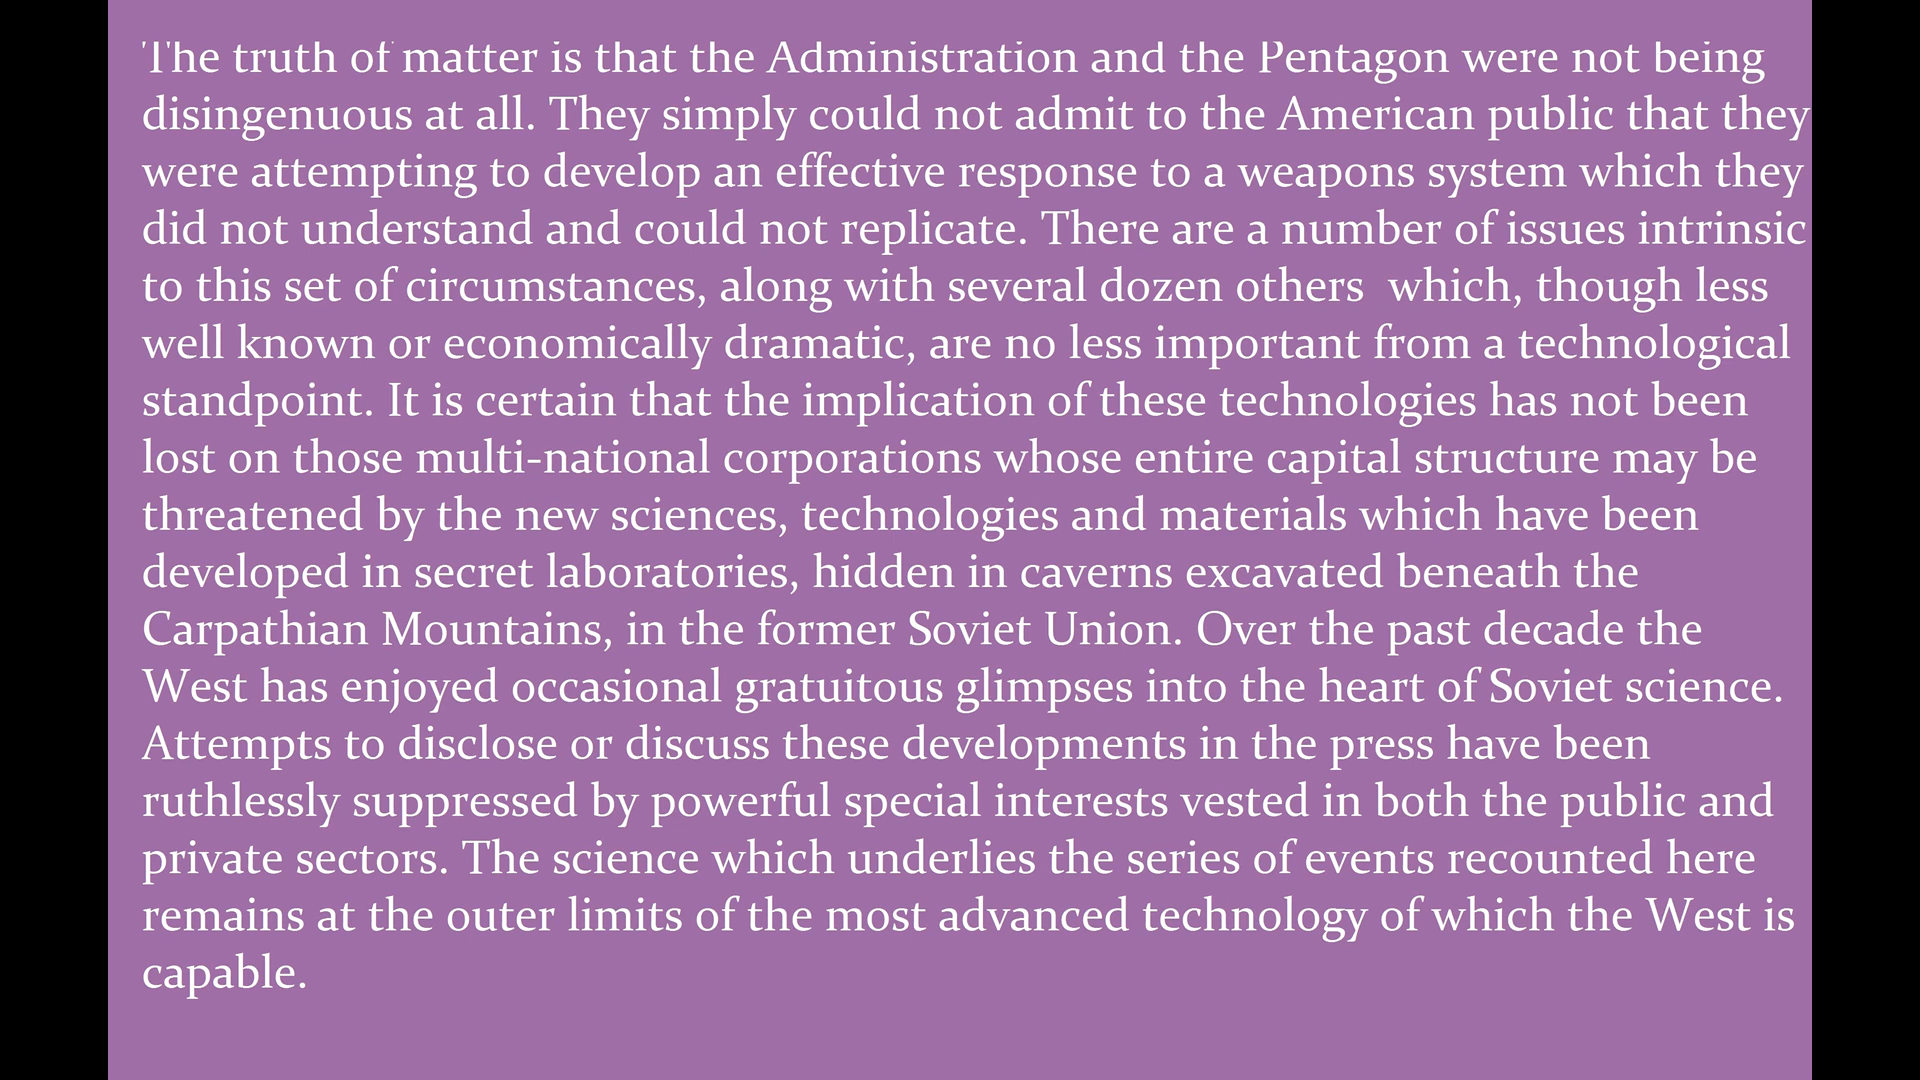 The truth of matter is that the Administration and the Pentagon were not being
disingenuous at all. They simply could not admit to the American public that they
were attempting to develop an effective response to a weapons system which they
did not understand and could not replicate. There are a number of issues intrinsic
to this set of circumstances, along with several dozen others  which, though less
well known or economically dramatic, are no less important from a technological
standpoint. It is certain that the implication of these technologies has not been
lost on those multi-national corporations whose entire capital structure may be
threatened by the new sciences, technologies and materials which have been
developed in secret laboratories, hidden in caverns excavated beneath the
Carpathian Mountains, in the former Soviet Union. Over the past decade the
West has enjoyed occasional gratuitous glimpses into the heart of Soviet science.
Attempts to disclose or discuss these developments in the press have been
ruthlessly suppressed by powerful special interests vested in both the public and
private sectors. The science which underlies the series of events recounted here
remains at the outer limits of the most advanced technology of which the West is
capable.